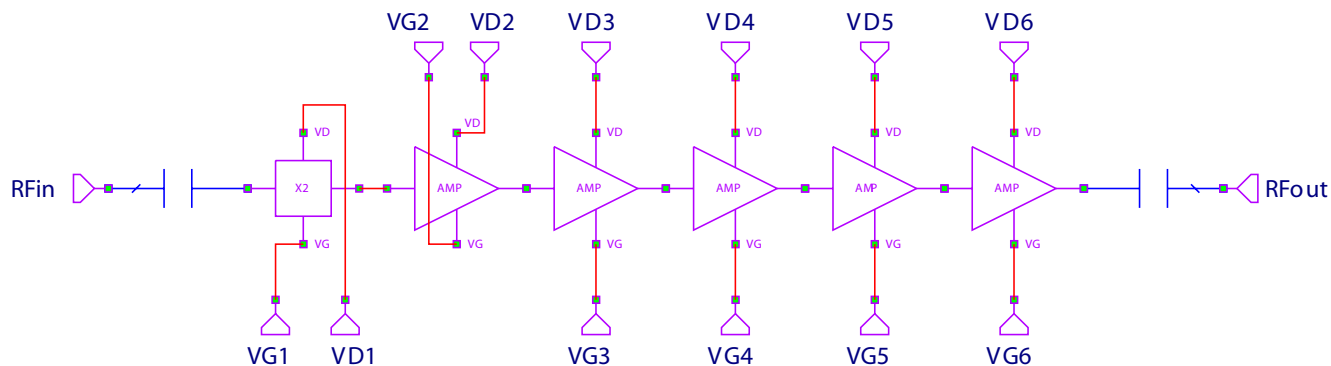 VG2 VD2 VD3 VD4 VD5 VD6
VD VD VD VD VD VD
RFin X2 AMP AMP AMP AMP AMP RFout
VG VG VG VG VG VG
VG1 VD1 VG3 VG4 VG5 VG6